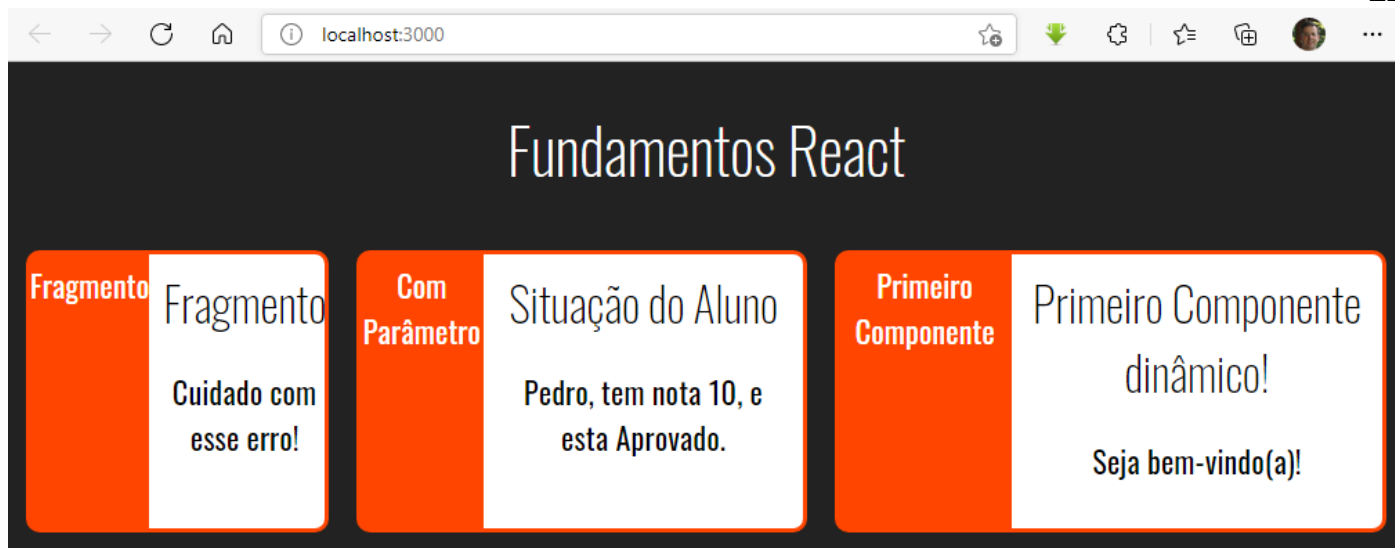 localhost:3000
Fundamentos React
Fragmento
Fragmento
Cuidado com
esse erro!
Com
Parâmetro
Situação do Aluno
Pedro, tem nota 10, e
esta Aprovado.
Primeiro
Componente
Primeiro Componente
dinâmico!
Seja bem-vindo(a)!